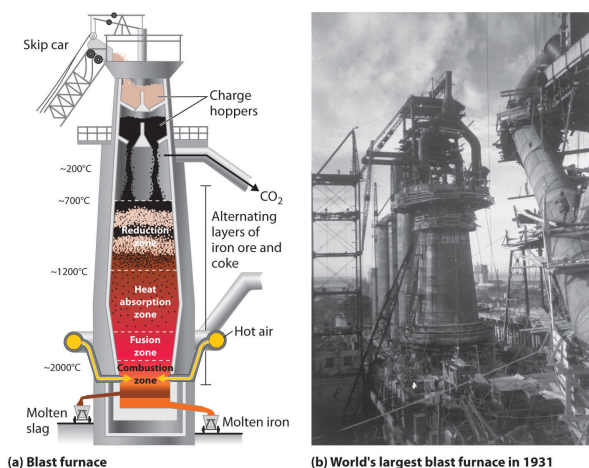 Skip car
Charge
hoppers
~200°C
CO₂
~700°C
Alternating
layers of
iron ore and
coke
Reduction
zone
~1200°C
Heat
absorption
zone
Hot air
Fusion
zone
Combustion
zone
~2000°C
Molten
slag
Molten iron
(a) Blast furnace
(b) World's largest blast furnace in 1931